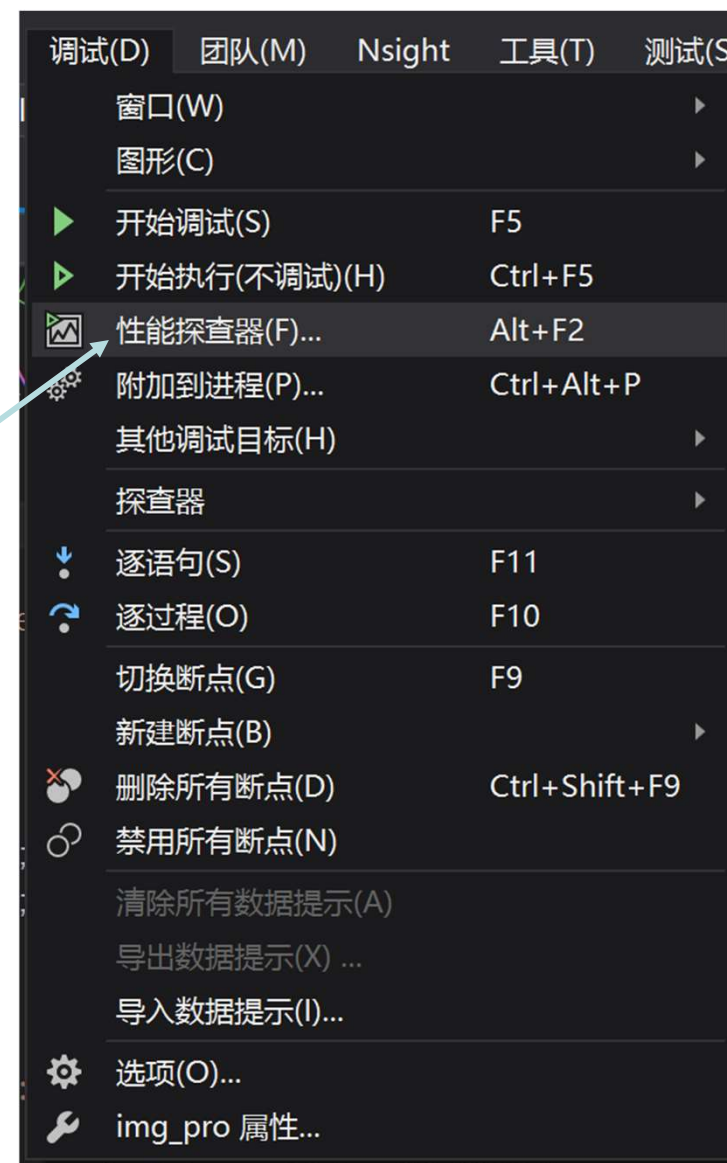 调试(D) 团队(M) Nsight 工具(T) 测试(S
窗口(W)
图形(C)
开始调试(S) F5
开始执行(不调试)(H) Ctrl+F5
性能探查器(F)... Alt+F2
附加到进程(P)... Ctrl+Alt+P
其他调试目标(H)
探查器
逐语句(S) F11
逐过程(O) F10
切换断点(G) F9
新建断点(B)
删除所有断点(D) Ctrl+Shift+F9
禁用所有断点(N)
清除所有数据提示(A)
导出数据提示(X) ...
导入数据提示(I)...
选项(O)...
img_pro 属性...